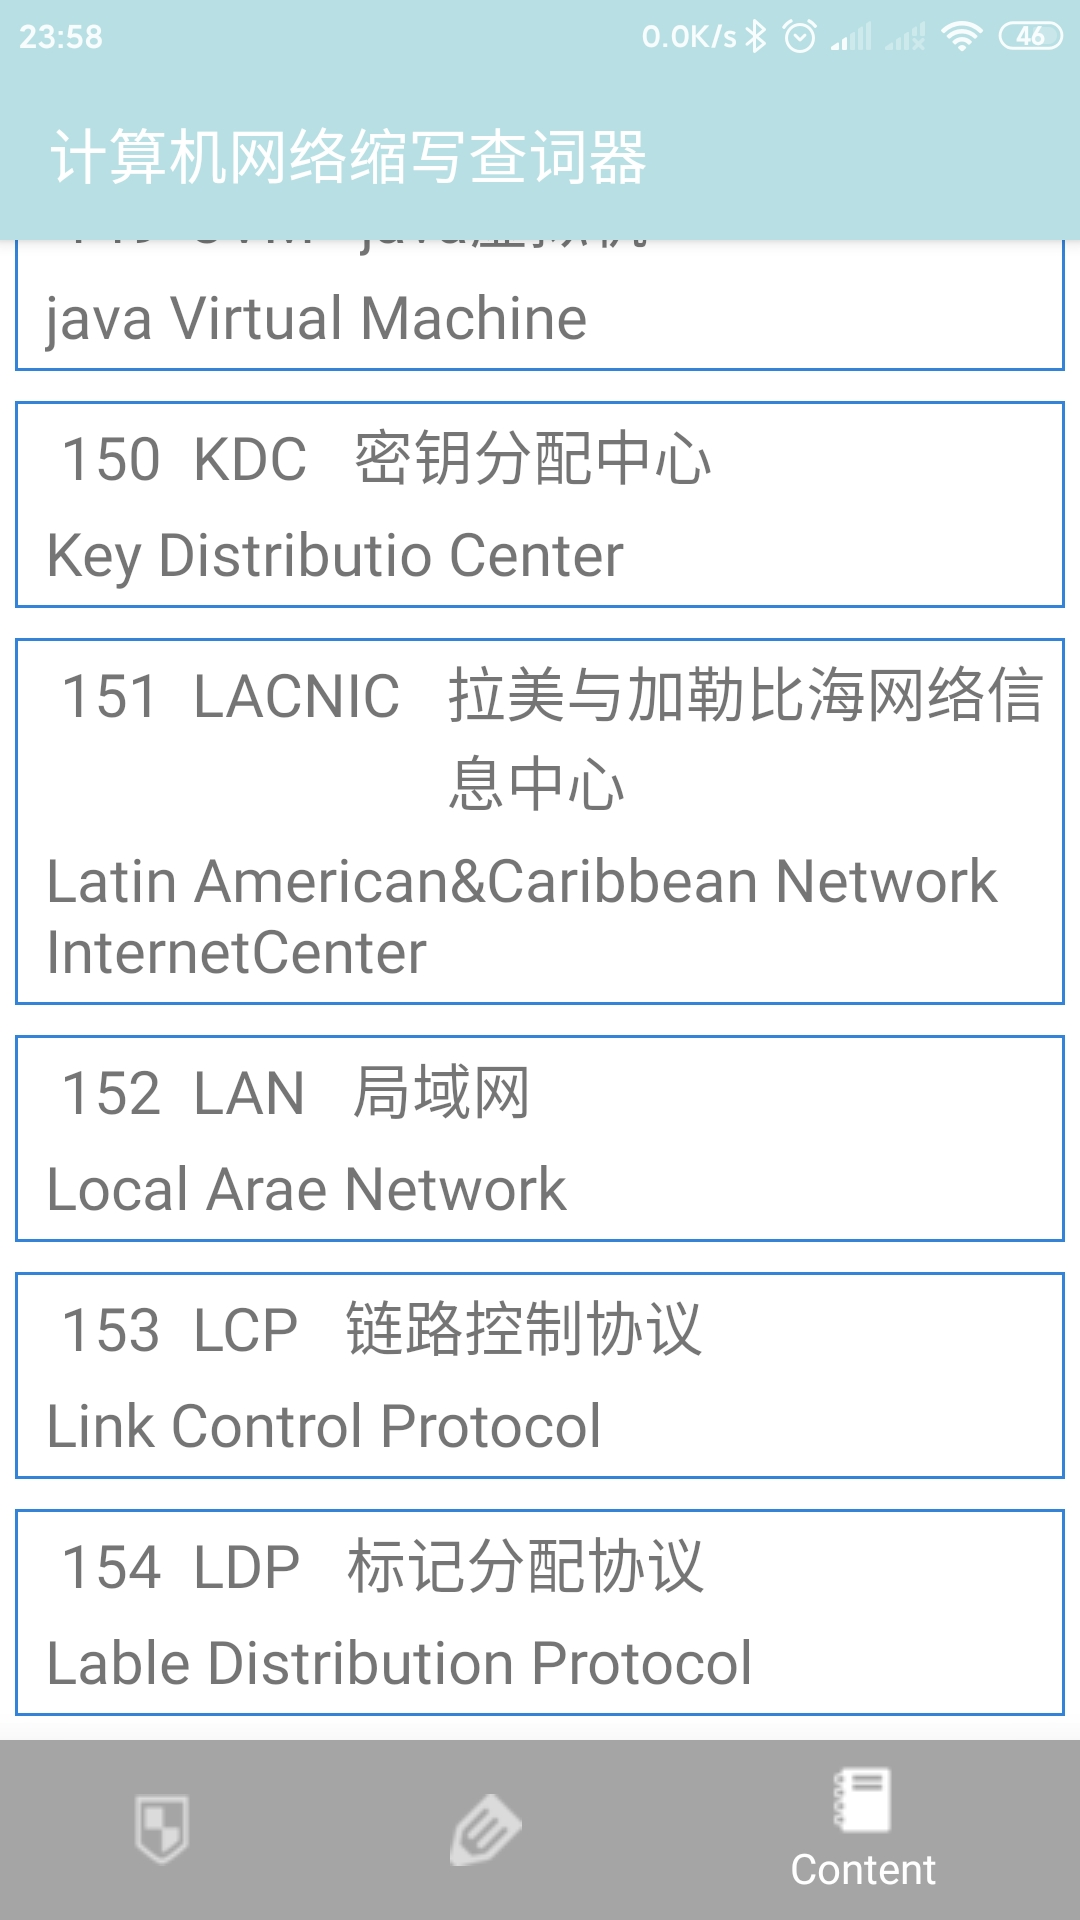 23:58
0.0K/s
46
计算机网络缩写查词器
java Virtual Machine
150 KDC 密钥分配中心
Key Distributio Center
151 LACNIC 拉美与加勒比海网络信
息中心
Latin American&Caribbean Network
InternetCenter
152 LAN 局域网
Local Arae Network
153 LCP 链路控制协议
Link Control Protocol
154 LDP 标记分配协议
Lable Distribution Protocol
Content